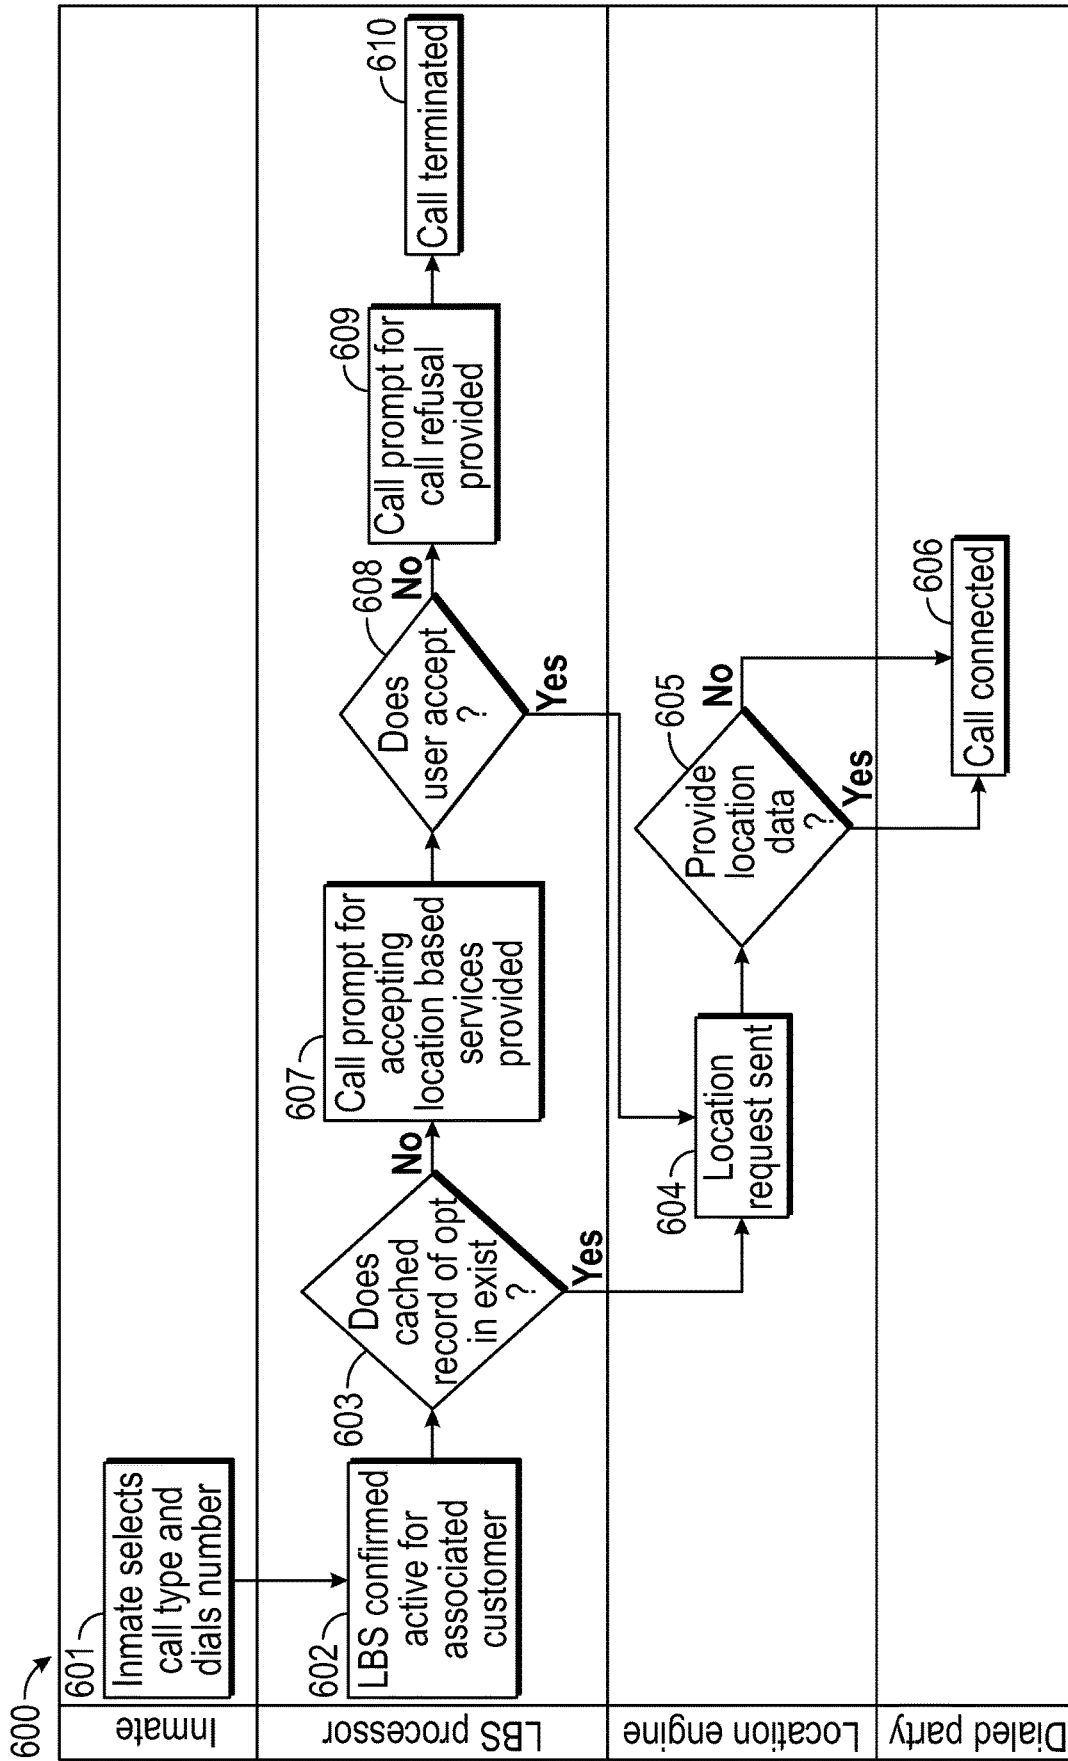 600
Inmate
601
Inmate selects
call type and
dials number
LBS processor
602
LBS confirmed
active for
associated
customer
603
Does
cached
record of opt
in exist
?
No
Yes
607
Call prompt for
accepting
location based
services
provided
608
Does
user accept
?
No
Yes
609
Call prompt for
call refusal
provided
610
Call terminated
Location engine
604
Location
request sent
605
Provide
location
data
?
No
Yes
Dialed party
606
Call connected